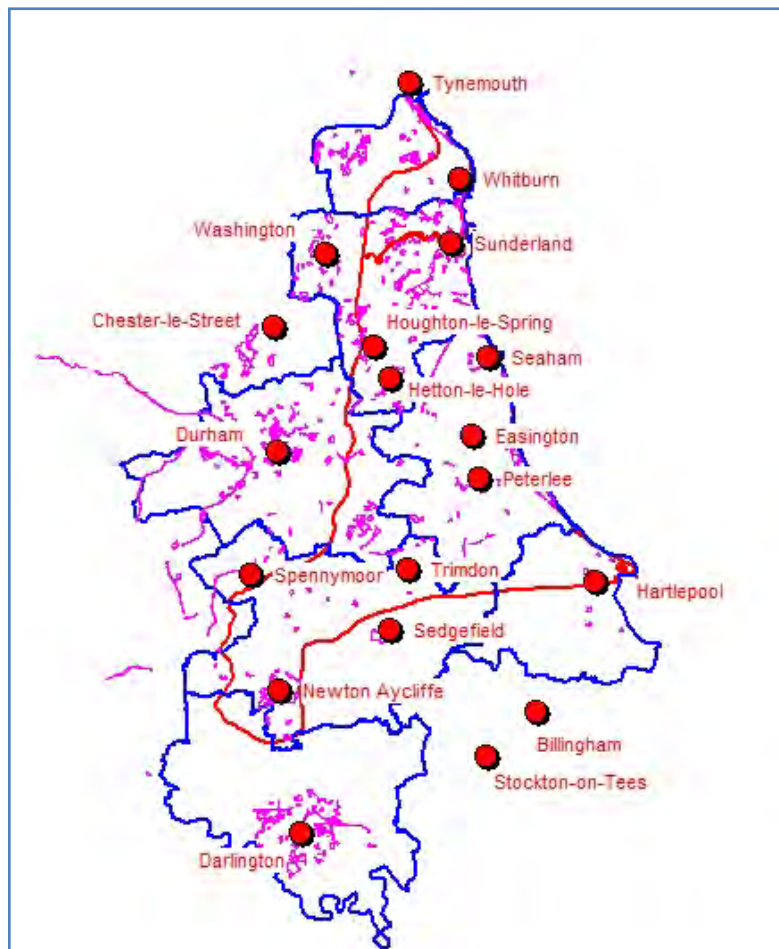 Tynemouth
Whitburn
Washington
Sunderland
Chester-le-Street
Houghton-le-Spring
Seaham
Hetton-le-Hole
Durham
Easington
Peterlee
Spennymoor
Trimdon
Hartlepool
Sedgefield
Newton Aycliffe
Billingham
Stockton-on-Tees
Darlington